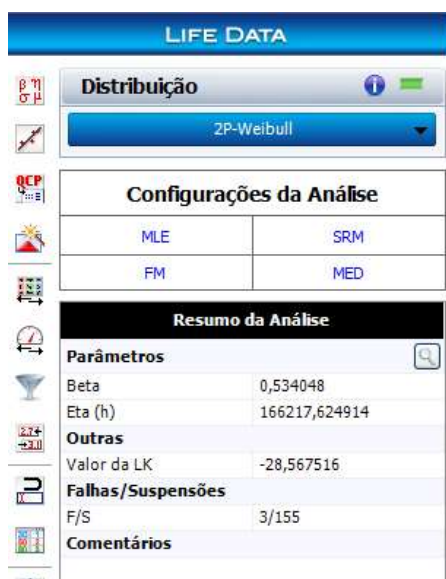 LIFE DATA
β η
σ μ
Distribuição
2P-Weibull
QCP
Configurações da Análise
MLE SRM
FM MED
Resumo da Análise
Parâmetros
Beta 0,534048
Eta (h) 166217,624914
Outras
Valor da LK -28,567516
Falhas/Suspensões
F/S 3/155
Comentários